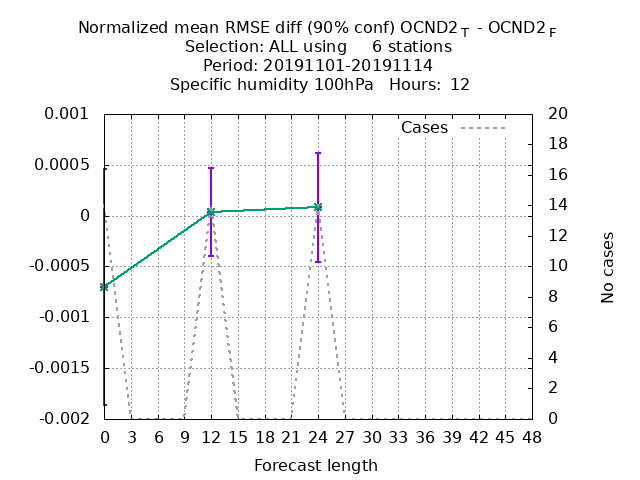 Normalized mean RMSE diff (90% conf) OCND2 T - OCND2 F
Selection: ALL using 6 stations
Period: 20191101-20191114
Specific humidity 100hPa Hours: 12
Cases
0.001
0.0005
0
-0.0005
-0.001
-0.0015
-0.002
20
18
16
14
12
10
8
6
4
2
0
No cases
0 3 6 9 12 15 18 21 24 27 30 33 36 39 42 45 48
Forecast length